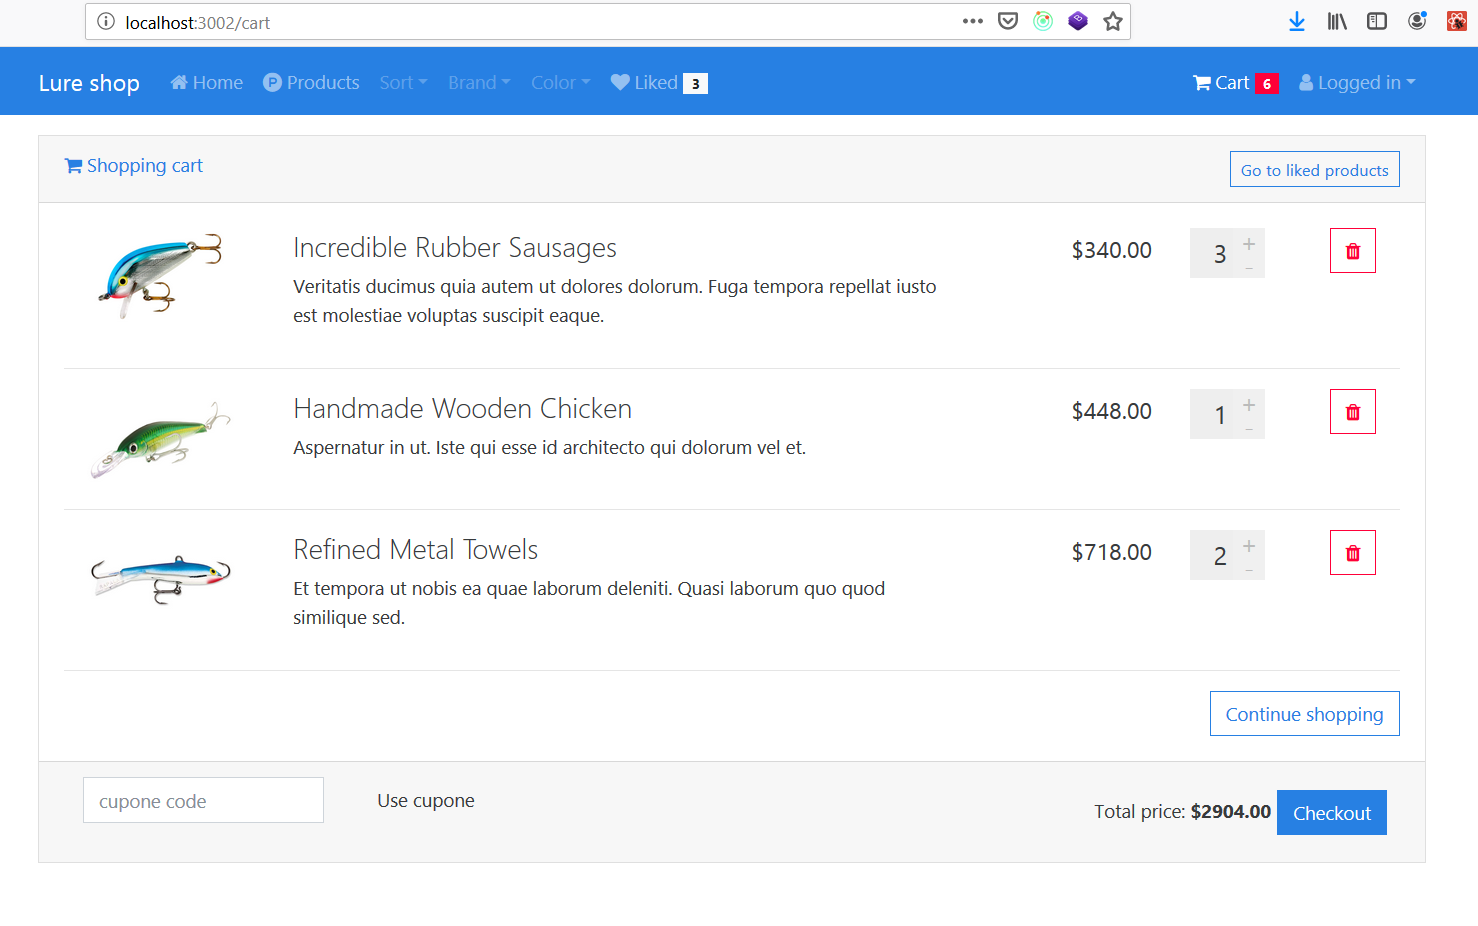 localhost:3002/cart
Lure shop Home Products Sort Brand Color Liked 3 Cart 6 Logged in
Shopping cart Go to liked products
Incredible Rubber Sausages $340.00 3 + −
Veritatis ducimus quia autem ut dolores dolorum. Fuga tempora repellat iusto
est molestiae voluptas suscipit eaque.
Handmade Wooden Chicken $448.00 1 + −
Aspernatur in ut. Iste qui esse id architecto qui dolorum vel et.
Refined Metal Towels $718.00 2 + −
Et tempora ut nobis ea quae laborum deleniti. Quasi laborum quo quod
similique sed.
Continue shopping
cupone code Use cupone Total price: $2904.00 Checkout